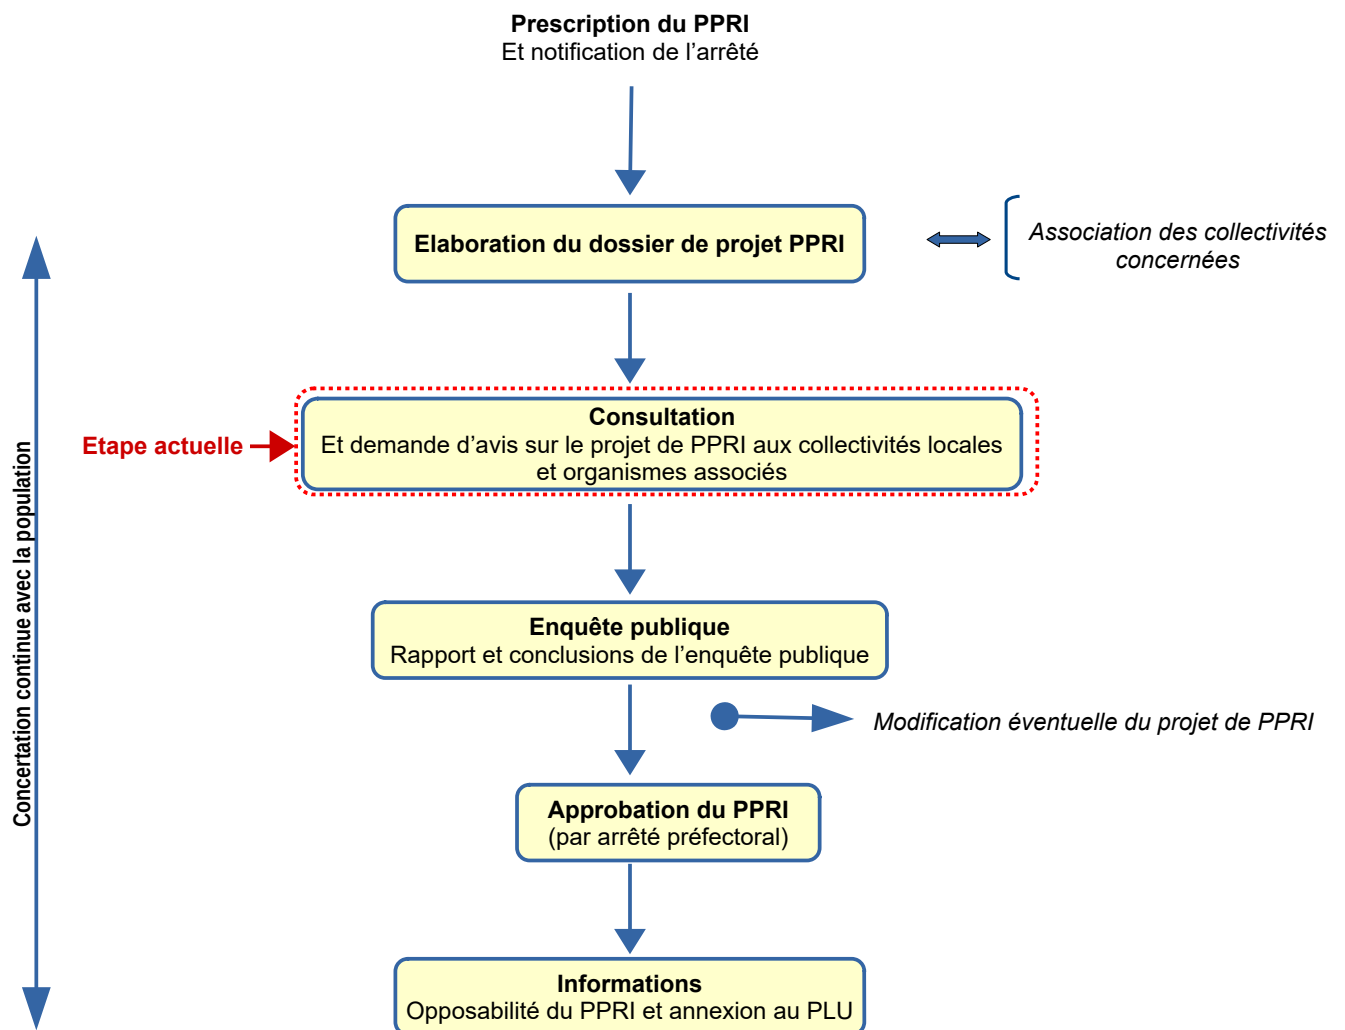 Prescription du PPRI
Et notification de l’arrêté
Elaboration du dossier de projet PPRI
Association des collectivités
concernées
Concertation continue avec la population
Etape actuelle
Consultation
Et demande d’avis sur le projet de PPRI aux collectivités locales
et organismes associés
Enquête publique
Rapport et conclusions de l’enquête publique
Modification éventuelle du projet de PPRI
Approbation du PPRI
(par arrêté préfectoral)
Informations
Opposabilité du PPRI et annexion au PLU